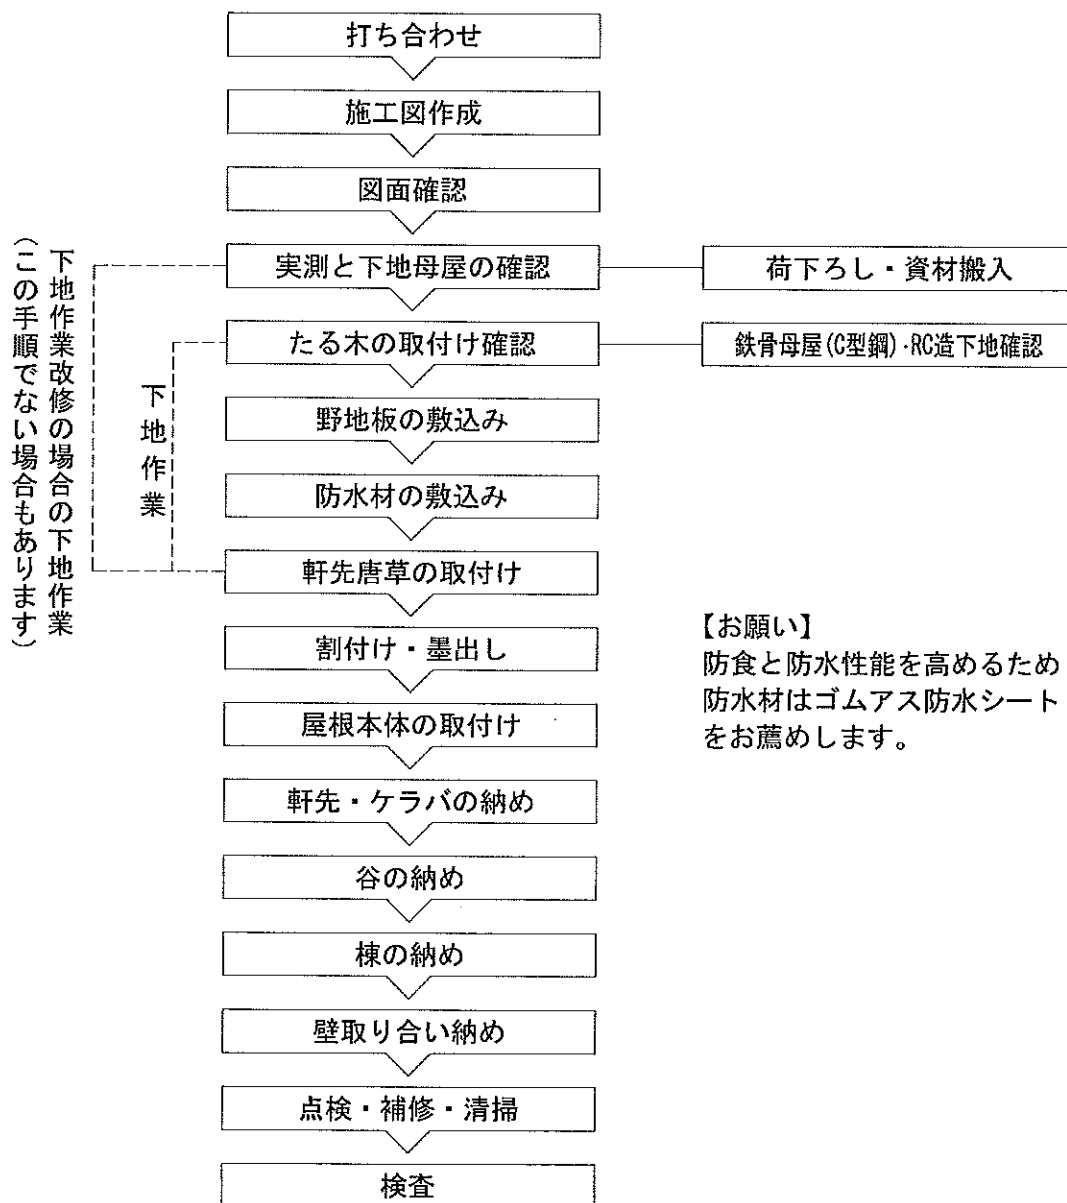 打ち合わせ
施工図作成
図面確認
実測と下地母屋の確認
荷下ろし・資材搬入
たる木の取付け確認
鉄骨母屋(C型鋼)・RC造下地確認
野地板の敷込み
防水材の敷込み
軒先唐草の取付け
下地作業改修の場合の下地作業
(この手順でない場合もあります)
下地作業
割付け・墨出し
屋根本体の取付け
軒先・ケラバの納め
谷の納め
棟の納め
壁取り合い納め
点検・補修・清掃
検査
【お願い】
防食と防水性能を高めるため
防水材はゴムアス防水シート
をお薦めします。